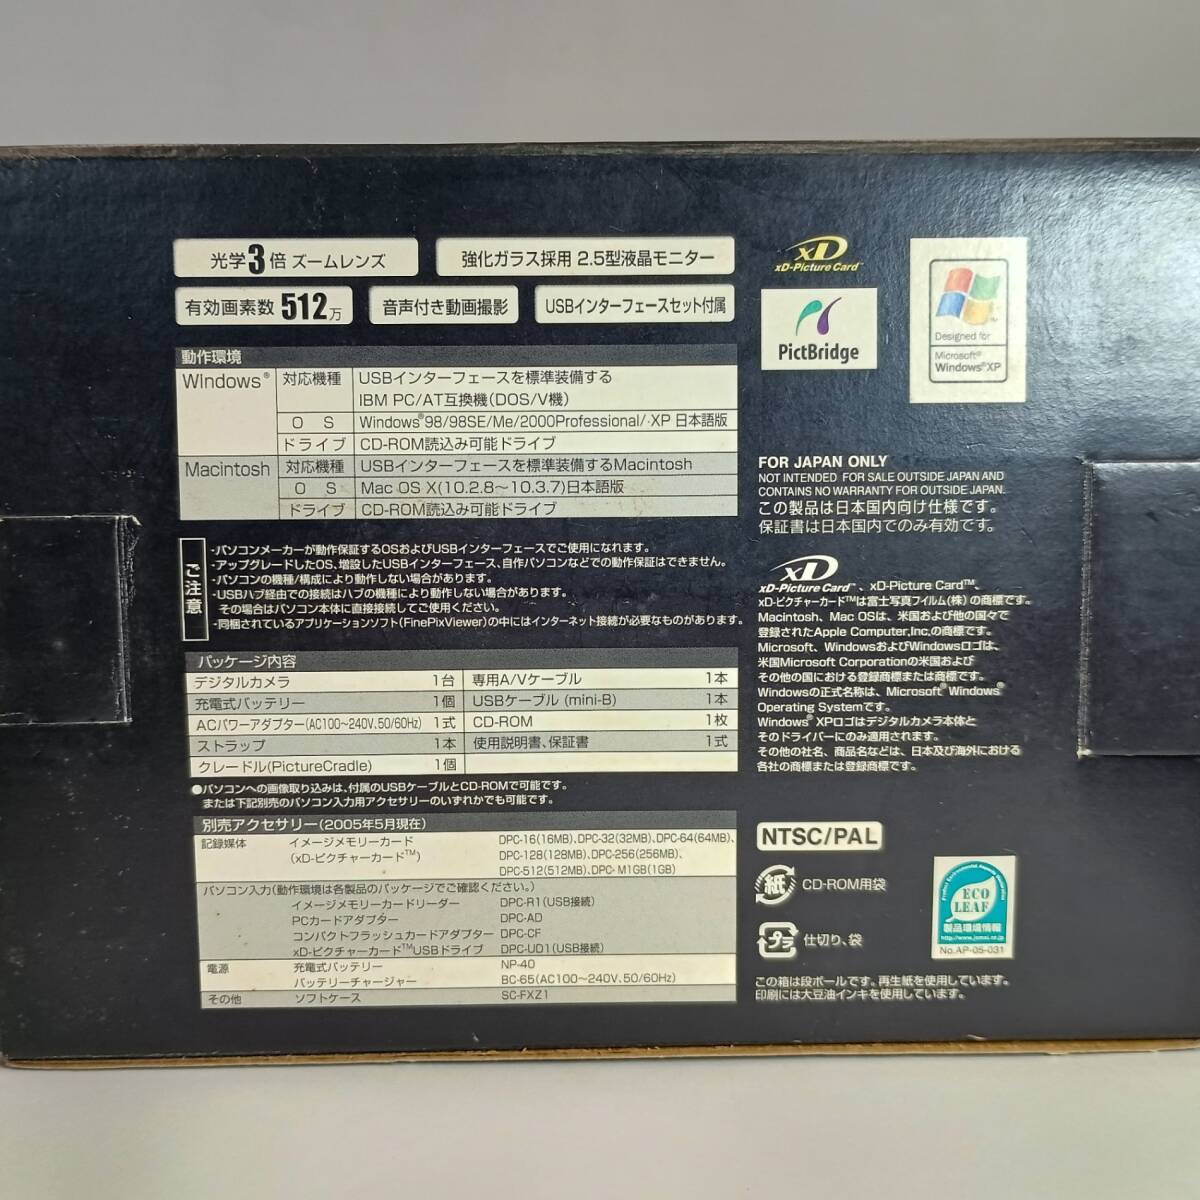 光学3倍 ズームレンズ
強化ガラス採用 2.5型液晶モニター
有効画素数 512万
音声付き動画撮影
USBインターフェースセット付属
xD
xD-Picture Card™
PictBridge
Designed for
Microsoft®
Windows®XP
動作環境
Windows® 対応機種 USBインターフェースを標準装備する
IBM PC/AT互換機(DOS/V機)
O S Windows®98/98SE/Me/2000Professional/XP 日本語版
ドライブ CD-ROM読込み可能ドライブ
Macintosh 対応機種 USBインターフェースを標準装備するMacintosh
O S Mac OS X(10.2.8～10.3.7)日本語版
ドライブ CD-ROM読込み可能ドライブ
ご注意
・パソコンメーカーが動作保証するOSおよびUSBインターフェースでご使用になれます。
・アップグレードしたOS、増設したUSBインターフェース、自作パソコンなどでの動作保証はできません。
・パソコンの機種/構成により動作しない場合があります。
・USBハブ経由での接続はハブの機種により動作しない場合があります。
その場合はパソコン本体に直接接続してご使用ください。
・同梱されているアプリケーションソフト(FinePixViewer)の中にはインターネット接続が必要なものがあります。
パッケージ内容
デジタルカメラ 1台 専用A/Vケーブル 1本
充電式バッテリー 1個 USBケーブル (mini-B) 1本
ACパワーアダプター(AC100～240V、50/60Hz) 1式 CD-ROM 1枚
ストラップ 1本 使用説明書、保証書 1式
クレードル(PictureCradle) 1個
●パソコンへの画像取り込みは、付属のUSBケーブルとCD-ROMで可能です。
または下記別売のパソコン入力用アクセサリーのいずれかでも可能です。
別売アクセサリー(2005年5月現在)
記録媒体 イメージメモリーカード DPC-16(16MB)、DPC-32(32MB)、DPC-64(64MB)、
(xD-ピクチャーカード™) DPC-128(128MB)、DPC-256(256MB)、
DPC-512(512MB)、DPC-M1GB(1GB)
パソコン入力(動作環境は各製品のパッケージでご確認ください。)
イメージメモリーカードリーダー DPC-R1(USB接続)
PCカードアダプター DPC-AD
コンパクトフラッシュカードアダプター DPC-CF
xD-ピクチャーカード™USBドライブ DPC-UD1(USB接続)
電源 充電式バッテリー NP-40
バッテリーチャージャー BC-65(AC100～240V、50/60Hz)
その他 ソフトケース SC-FXZ1
FOR JAPAN ONLY
NOT INTENDED FOR SALE OUTSIDE JAPAN AND
CONTAINS NO WARRANTY FOR OUTSIDE JAPAN.
この製品は日本国内向け仕様です。
保証書は日本国内でのみ有効です。
xD
xD-Picture Card™、xD-Picture Card™、
xD-ピクチャーカード™は富士写真フイルム(株)の商標です。
Macintosh、Mac OSは、米国および他の国々で
登録されたApple Computer,Inc.の商標です。
Microsoft、WindowsおよびWindowsロゴは、
米国Microsoft Corporationの米国および
その他の国における登録商標または商標です。
Windowsの正式名称は、Microsoft® Windows®
Operating Systemです。
Windows® XPロゴはデジタルカメラ本体と
そのドライバーにのみ適用されます。
その他の社名、商品名などは、日本及び海外における
各社の商標または登録商標です。
NTSC/PAL
紙 CD-ROM用袋
プラ 仕切り、袋
ECO
LEAF
製品環境情報
http://www.jemai.or.jp
No.AP-05-031
この箱は段ボールです。再生紙を使用しています。
印刷には大豆油インキを使用しています。